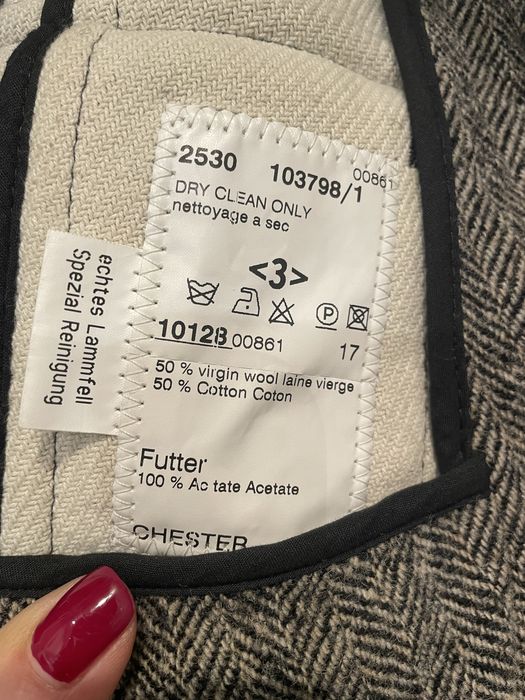 2530 103798/1 00861
DRY CLEAN ONLY
nettoyage a sec
<3>
P
10128 00861 17
50 % virgin wool laine vierge
50 % Cotton Coton
Futter
100 % Ac tate Acetate
CHESTER
echtes Lammfell
Spezial Reinigung